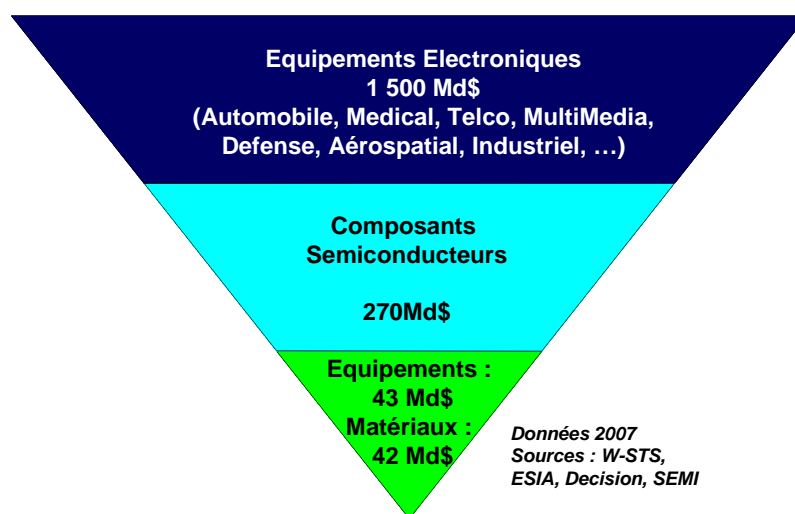 Equipements Electroniques
1 500 Md$
(Automobile, Medical, Telco, MultiMedia,
Defense, Aérospatial, Industriel, …)
Composants
Semiconducteurs
270Md$
Equipements :
43 Md$
Matériaux :
42 Md$
Données 2007
Sources : W-STS,
ESIA, Decision, SEMI